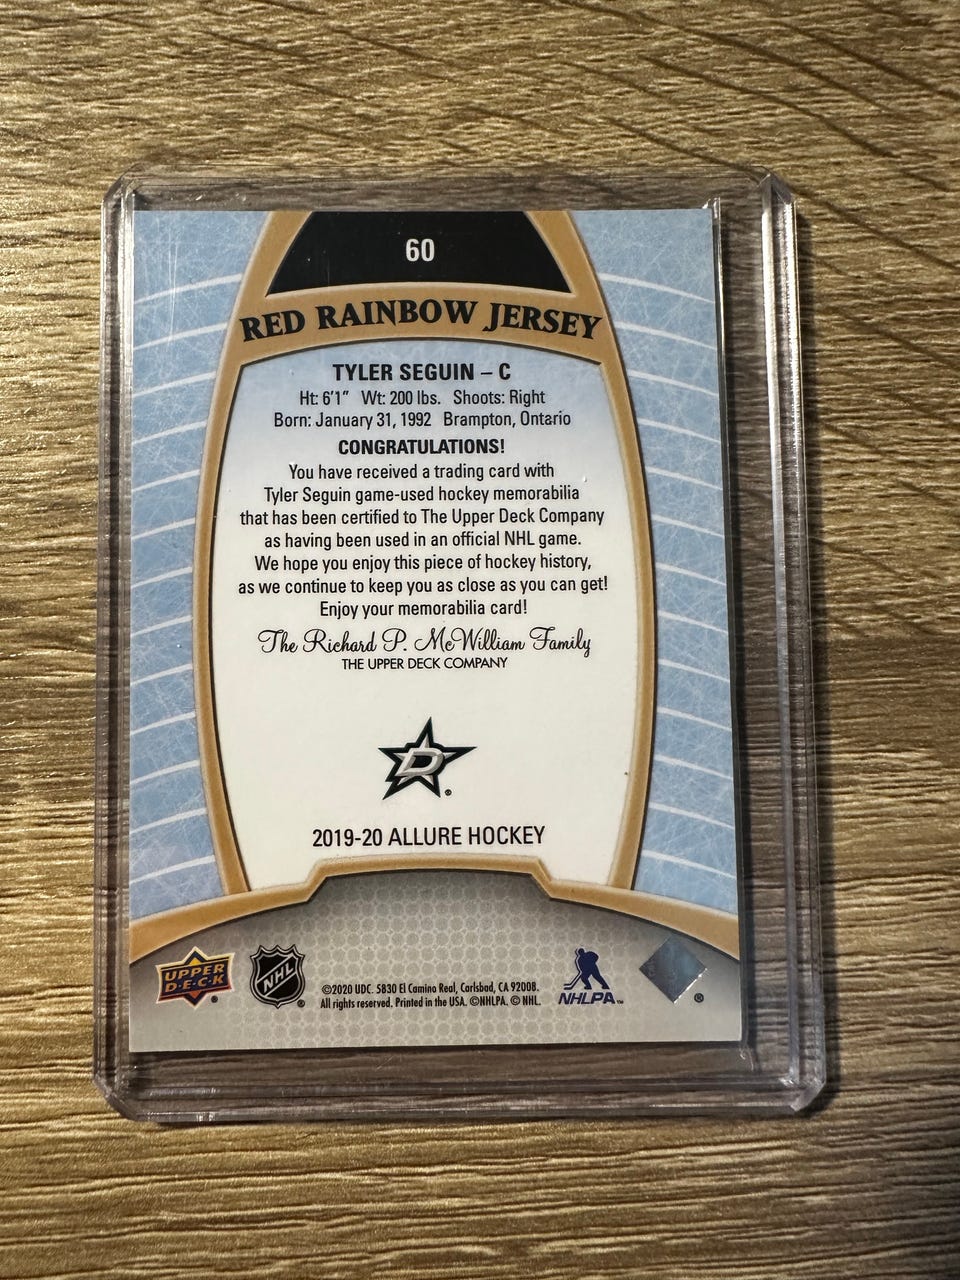 60
RED RAINBOW JERSEY
TYLER SEGUIN – C
Ht: 6'1" Wt: 200 lbs. Shoots: Right
Born: January 31, 1992 Brampton, Ontario
CONGRATULATIONS!
You have received a trading card with
Tyler Seguin game-used hockey memorabilia
that has been certified to The Upper Deck Company
as having been used in an official NHL game.
We hope you enjoy this piece of hockey history,
as we continue to keep you as close as you can get!
Enjoy your memorabilia card!
The Richard P. McWilliam Family
THE UPPER DECK COMPANY
D ®
2019-20 ALLURE HOCKEY
UPPER
D·E·C·K ®
NHL ®
©2020 UDC. 5830 El Camino Real, Carlsbad, CA 92008.
All rights reserved. Printed in the USA. ©NHLPA. © NHL.
NHLPA™
®